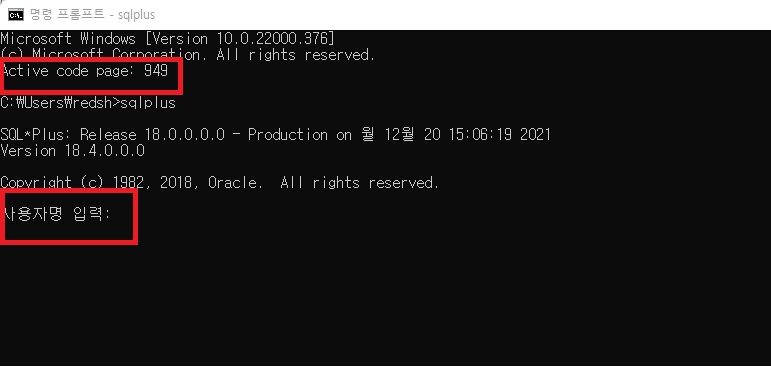 명령 프롬프트 - sqlplus
Microsoft Windows [Version 10.0.22000.376]
(c) Microsoft Corporation. All rights reserved.
Active code page: 949
C:\Users\redsh>sqlplus
SQL*Plus: Release 18.0.0.0.0 - Production on 월 12월 20 15:06:19 2021
Version 18.4.0.0.0
Copyright (c) 1982, 2018, Oracle.  All rights reserved.
사용자명 입력: